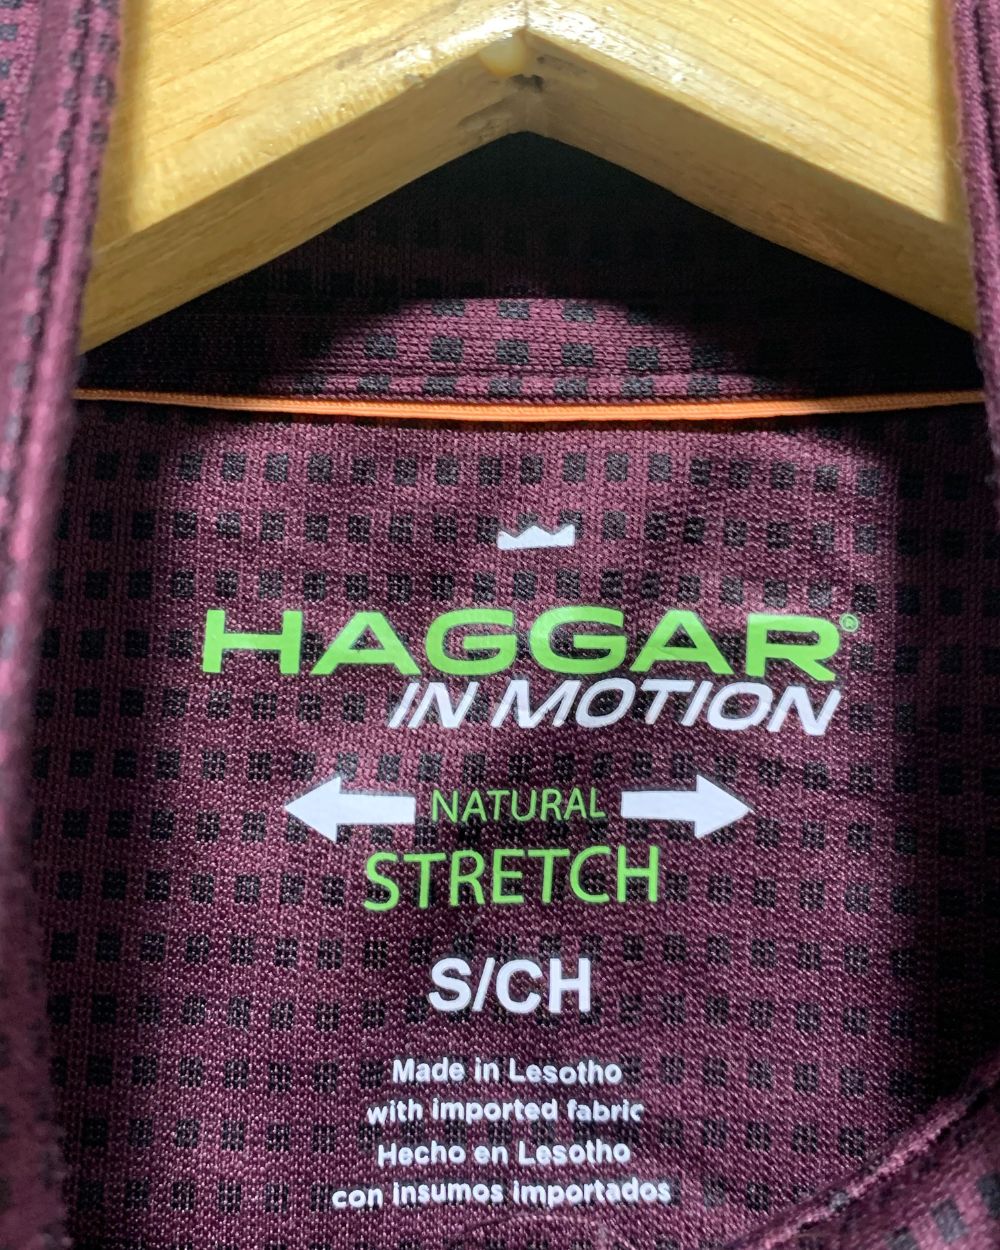 HAGGAR®
IN MOTION
NATURAL
STRETCH
S/CH
Made in Lesotho
with imported fabric
Hecho en Lesotho
con insumos importados